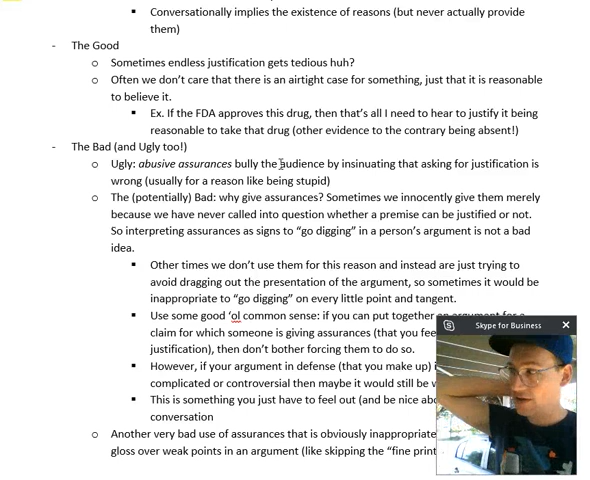 ▪ Conversationally implies the existence of reasons (but never actually provide
them)
- The Good
o Sometimes endless justification gets tedious huh?
o Often we don't care that there is an airtight case for something, just that it is reasonable
to believe it.
▪ Ex. If the FDA approves this drug, then that's all I need to hear to justify it being
reasonable to take that drug (other evidence to the contrary being absent!)
- The Bad (and Ugly too!)
o Ugly: abusive assurances bully the audience by insinuating that asking for justification is
wrong (usually for a reason like being stupid)
o The (potentially) Bad: why give assurances? Sometimes we innocently give them merely
because we have never called into question whether a premise can be justified or not.
So interpreting assurances as signs to "go digging" in a person's argument is not a bad
idea.
▪ Other times we don't use them for this reason and instead are just trying to
avoid dragging out the presentation of the argument, so sometimes it would be
inappropriate to "go digging" on every little point and tangent.
▪ Use some good 'ol common sense: if you can put together an argument for a
claim for which someone is giving assurances (that you
justification), then don't bother forcing them to do so.
▪ However, if your argument in defense (that you make up)
complicated or controversial then maybe it would still be
▪ This is something you just have to feel out (and be nice
conversation
o Another very bad use of assurances that is obviously inappropriate
gloss over weak points in an argument (like skipping the "fine
Skype for Business